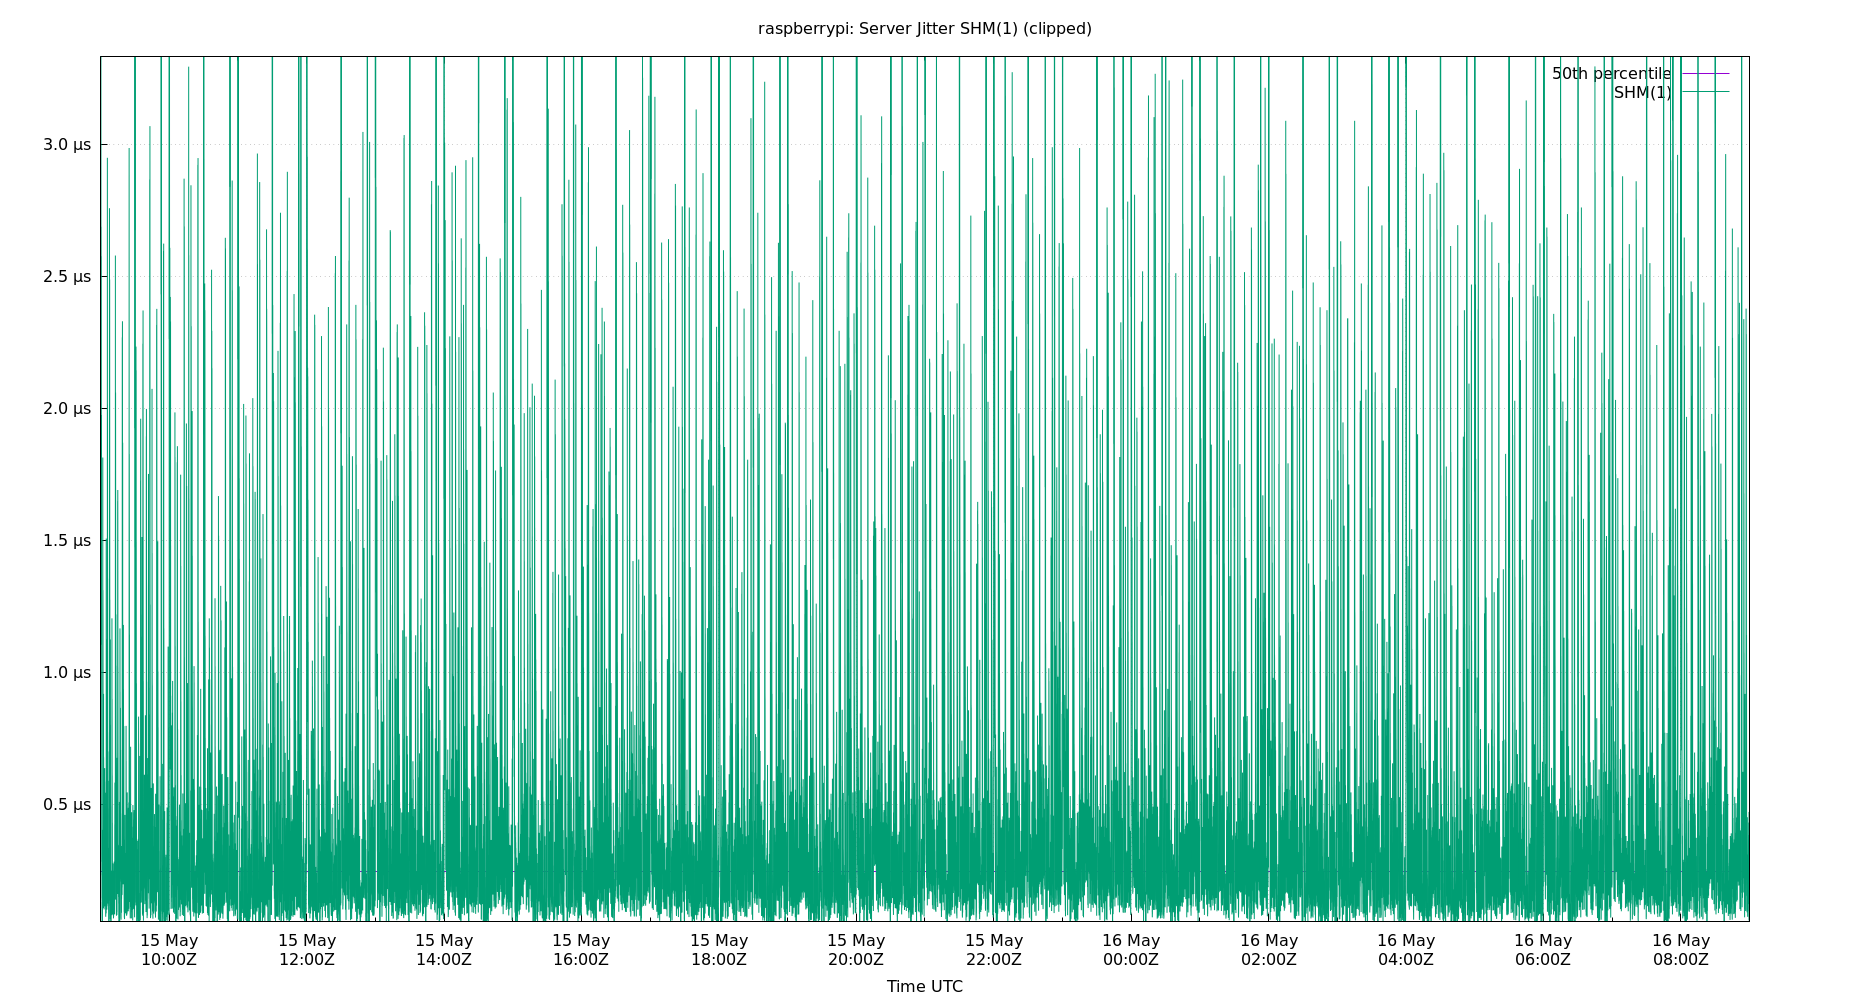 raspberrypi: Server Jitter SHM(1) (clipped)
50th percentile
SHM(1)
3.0 µs
2.5 µs
2.0 µs
1.5 µs
1.0 µs
0.5 µs
15 May 15 May 15 May 15 May 15 May 15 May 15 May 16 May 16 May 16 May 16 May 16 May
10:00Z 12:00Z 14:00Z 16:00Z 18:00Z 20:00Z 22:00Z 00:00Z 02:00Z 04:00Z 06:00Z 08:00Z
Time UTC